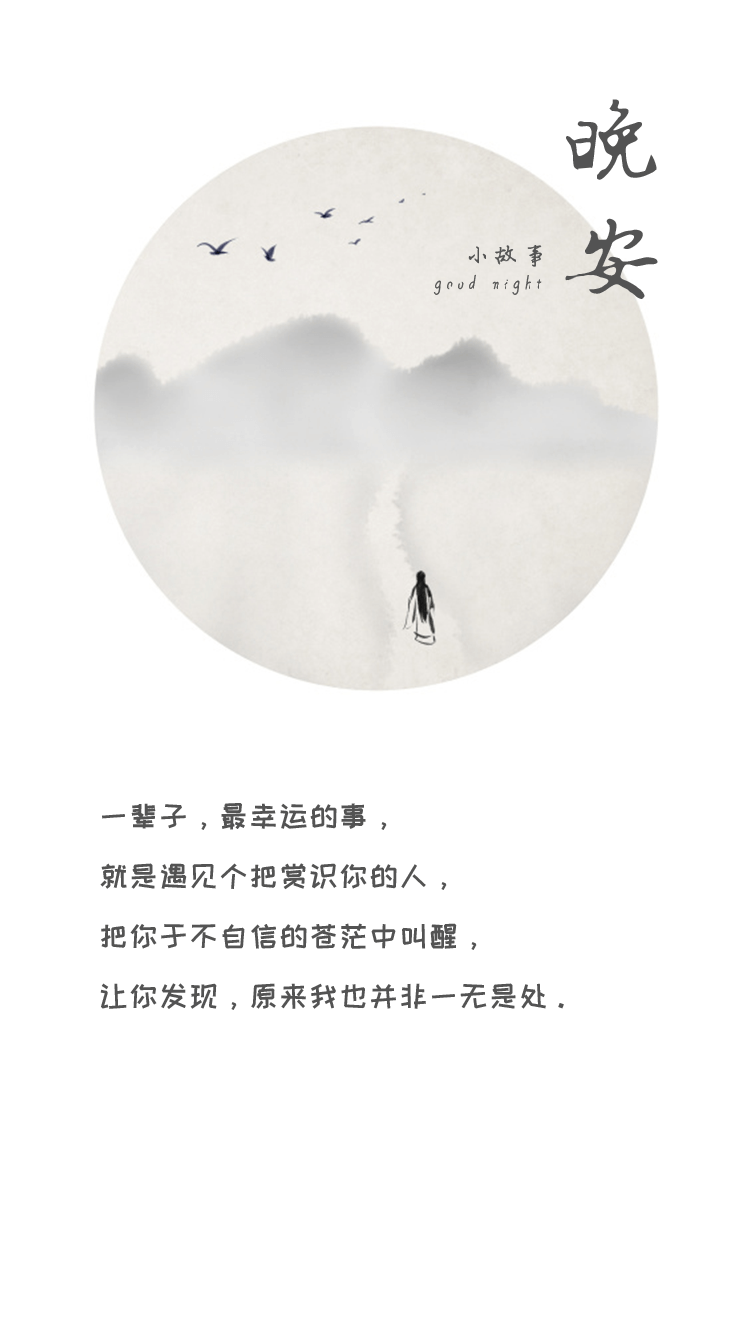 晚安
小故事
good night
一辈子，最幸运的事，
就是遇见个把赏识你的人，
把你于不自信的苍茫中叫醒，
让你发现，原来我也并非一无是处．